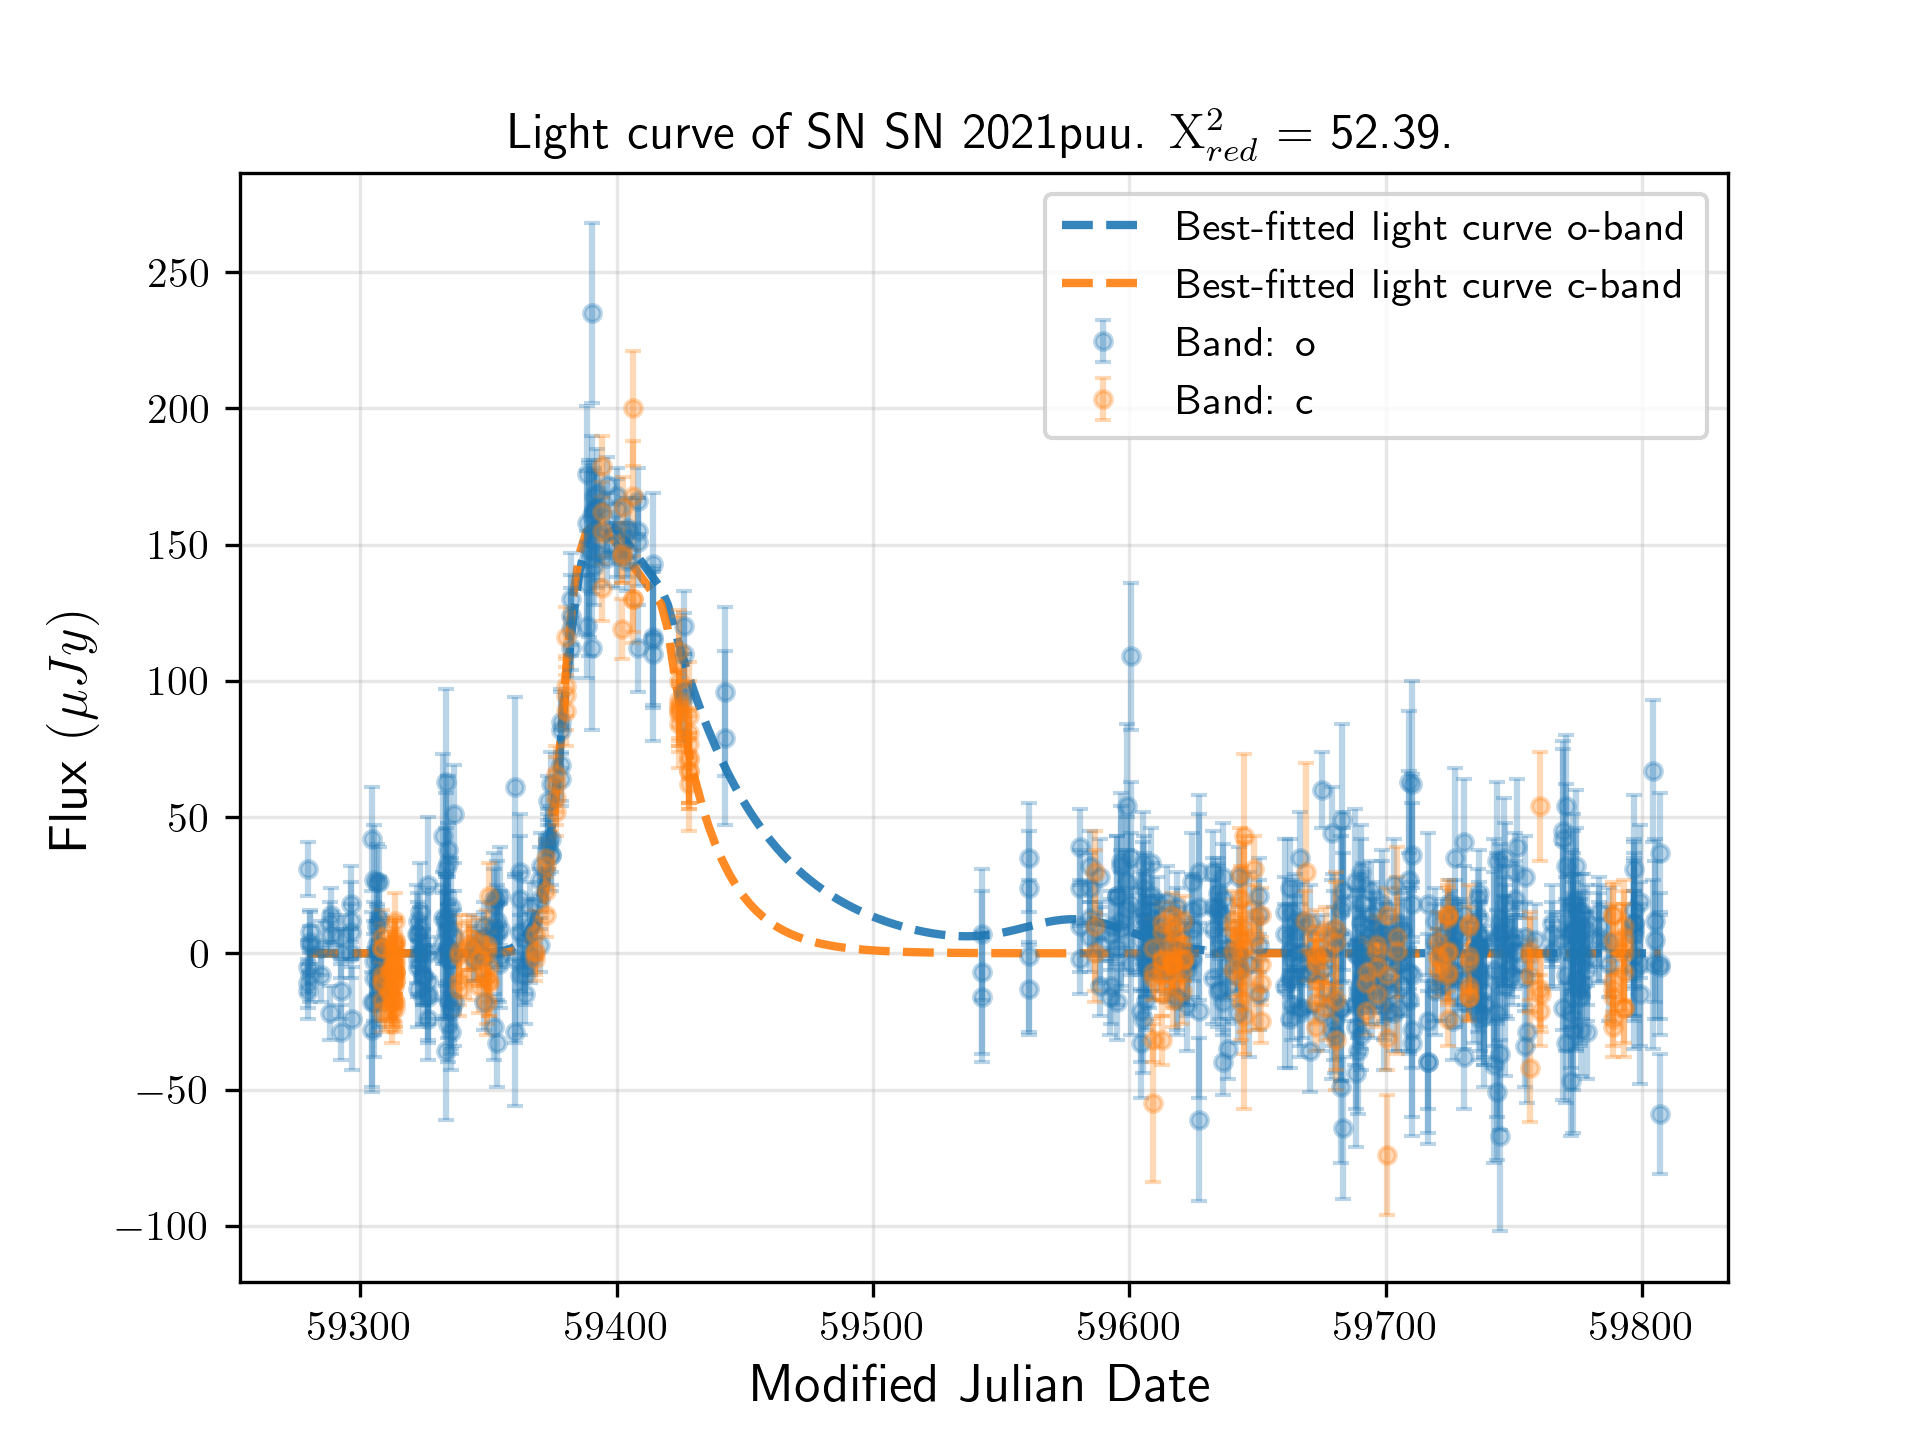 Light curve of SN SN 2021puu. X²_red = 52.39.
Best-fitted light curve o-band
Best-fitted light curve c-band
Band: o
Band: c
Flux (μJy)
250
200
150
100
50
0
−50
−100
59300 59400 59500 59600 59700 59800
Modified Julian Date